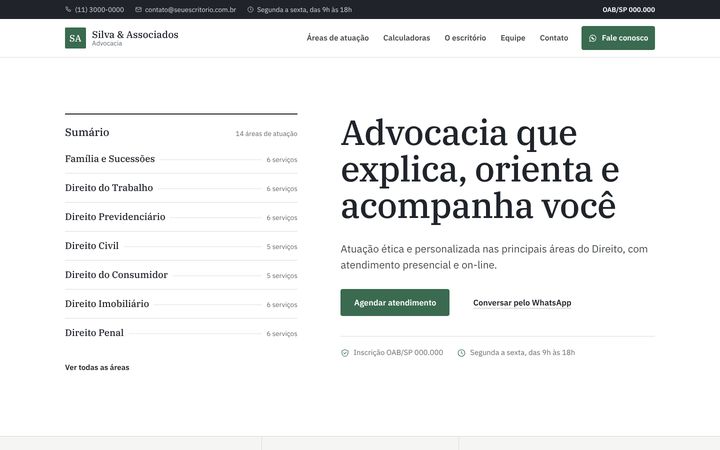 (11) 3000-0000 contato@seuescritorio.com.br Segunda a sexta, das 9h às 18h OAB/SP 000.000
SA Silva & Associados
Advocacia
Áreas de atuação Calculadoras O escritório Equipe Contato Fale conosco
Sumário 14 áreas de atuação
Família e Sucessões 6 serviços
Direito do Trabalho 6 serviços
Direito Previdenciário 6 serviços
Direito Civil 5 serviços
Direito do Consumidor 5 serviços
Direito Imobiliário 6 serviços
Direito Penal 6 serviços
Ver todas as áreas
Advocacia que
explica, orienta e
acompanha você
Atuação ética e personalizada nas principais áreas do Direito, com
atendimento presencial e on-line.
Agendar atendimento Conversar pelo WhatsApp
Inscrição OAB/SP 000.000 Segunda a sexta, das 9h às 18h